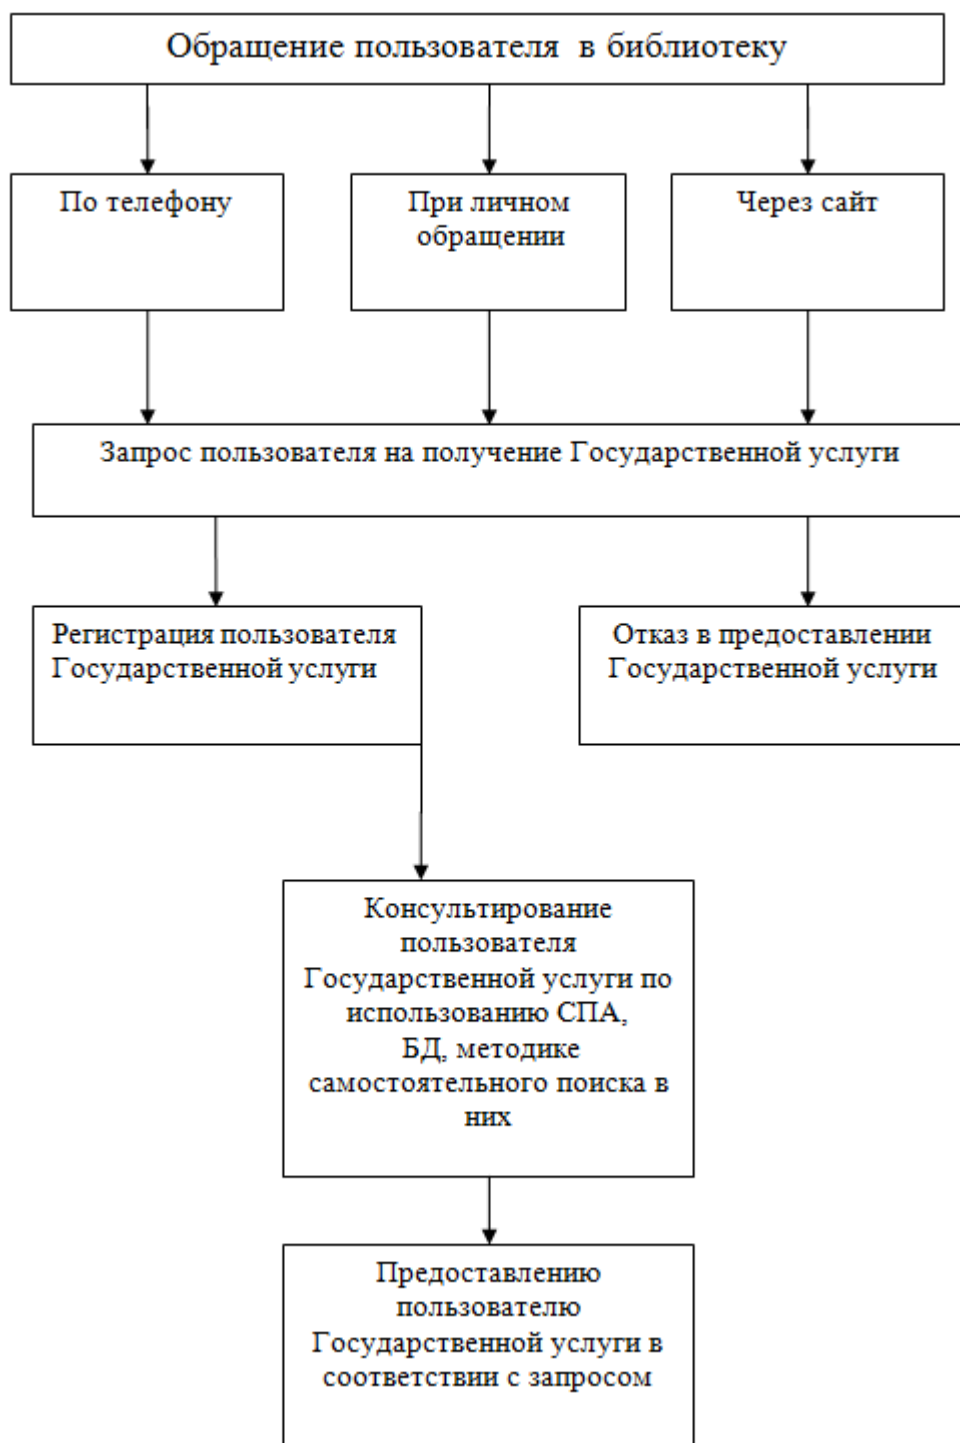 Обращение пользователя в библиотеку
По телефону
При личном
обращении
Через сайт
Запрос пользователя на получение Государственной услуги
Регистрация пользователя
Государственной услуги
Отказ в предоставлении
Государственной услуги
Консультирование
пользователя
Государственной услуги по
использованию СПА,
БД, методике
самостоятельного поиска в
них
Предоставлению
пользователю
Государственной услуги в
соответствии с запросом